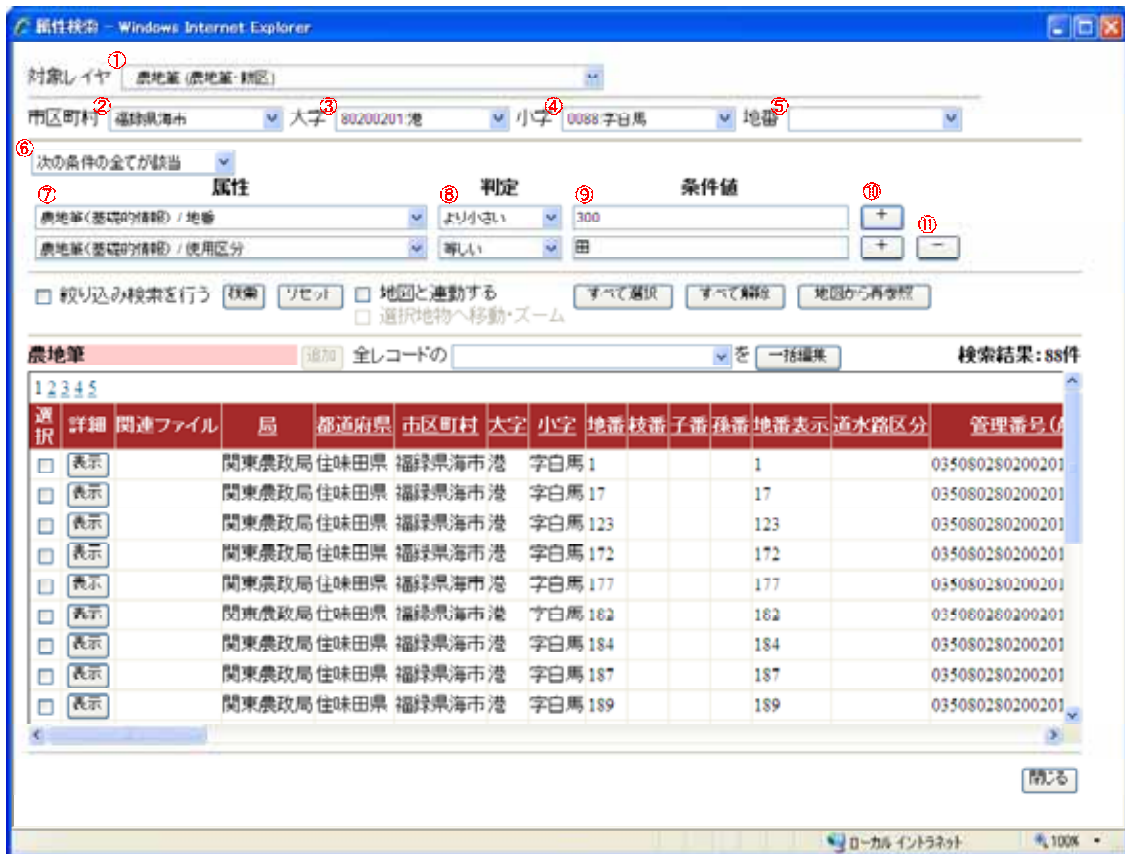 属性検索 - Windows Internet Explorer
①
対象レイヤ 農地筆 (農地筆・耕区)
市区町村 ② 福緑県海市 大字 ③ 80200201:港 小字 ④ 0088:字白馬 地番 ⑤
⑥ 次の条件の全てが該当
属性 判定 条件値
⑦ ⑧ ⑨ ⑩ ⑪
農地筆(基礎的情報) / 地番 より小さい 300 +
農地筆(基礎的情報) / 使用区分 等しい 田 + -
絞り込み検索を行う 検索 リセット 地図と連動する すべて選択 すべて解除 地図から再参照
選択地物へ移動・ズーム
農地筆 追加 全レコードの を 一括編集 検索結果:88件
1 2 3 4 5
選択 詳細 関連ファイル 局 都道府県 市区町村 大字 小字 地番 枝番 子番 孫番 地番表示 道水路区分 管理番号(
表示 関東農政局 住味田県 福緑県海市 港 字白馬 1 1 035080280200201
表示 関東農政局 住味田県 福緑県海市 港 字白馬 17 17 035080280200201
表示 関東農政局 住味田県 福緑県海市 港 字白馬 123 123 035080280200201
表示 関東農政局 住味田県 福緑県海市 港 字白馬 172 172 035080280200201
表示 関東農政局 住味田県 福緑県海市 港 字白馬 177 177 035080280200201
表示 関東農政局 住味田県 福緑県海市 港 字白馬 182 182 035080280200201
表示 関東農政局 住味田県 福緑県海市 港 字白馬 184 184 035080280200201
表示 関東農政局 住味田県 福緑県海市 港 字白馬 187 187 035080280200201
表示 関東農政局 住味田県 福緑県海市 港 字白馬 189 189 035080280200201
閉じる
ローカル イントラネット 100%